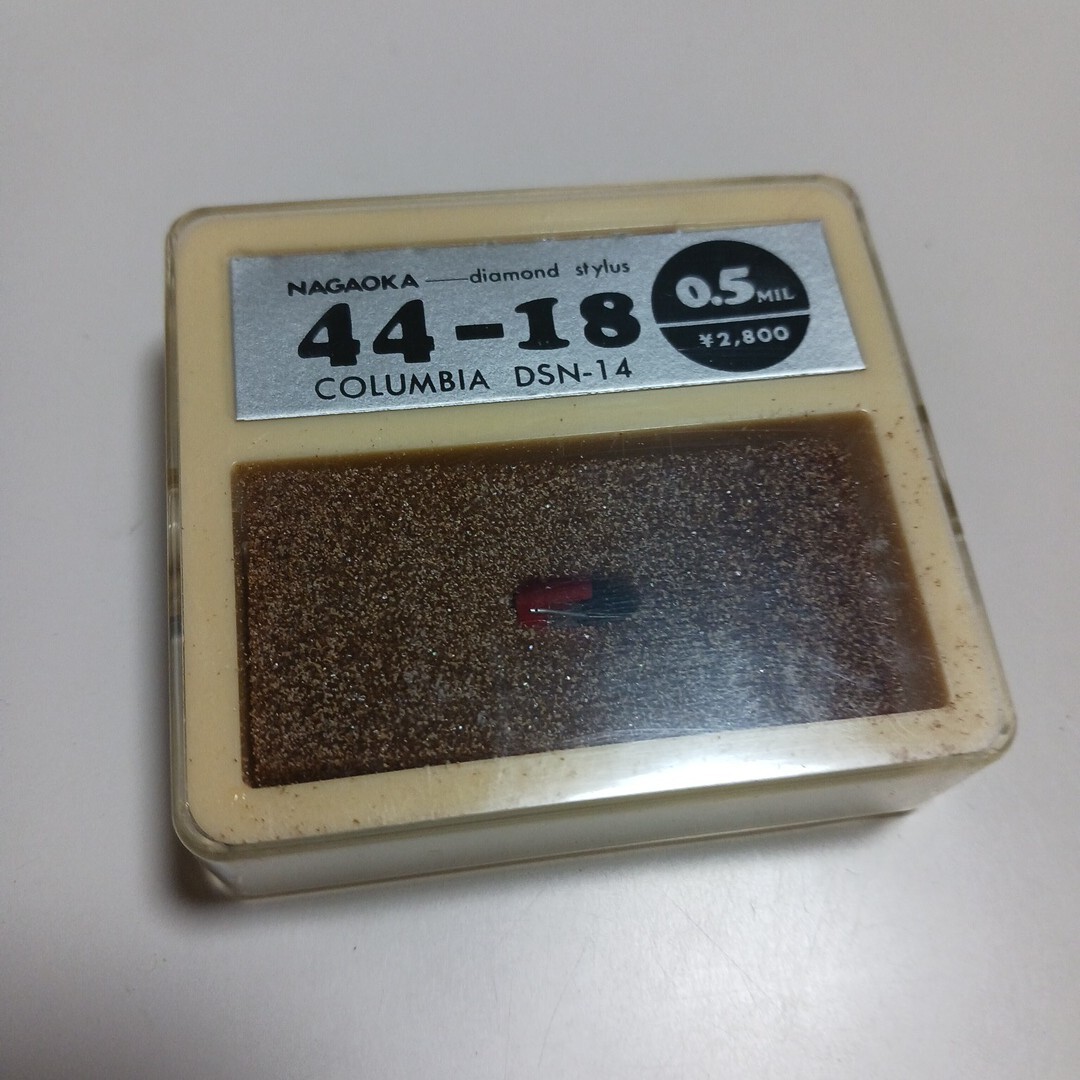 NAGAOKA — diamond stylus
44-18
COLUMBIA DSN-14
0.5 MIL
¥2,800